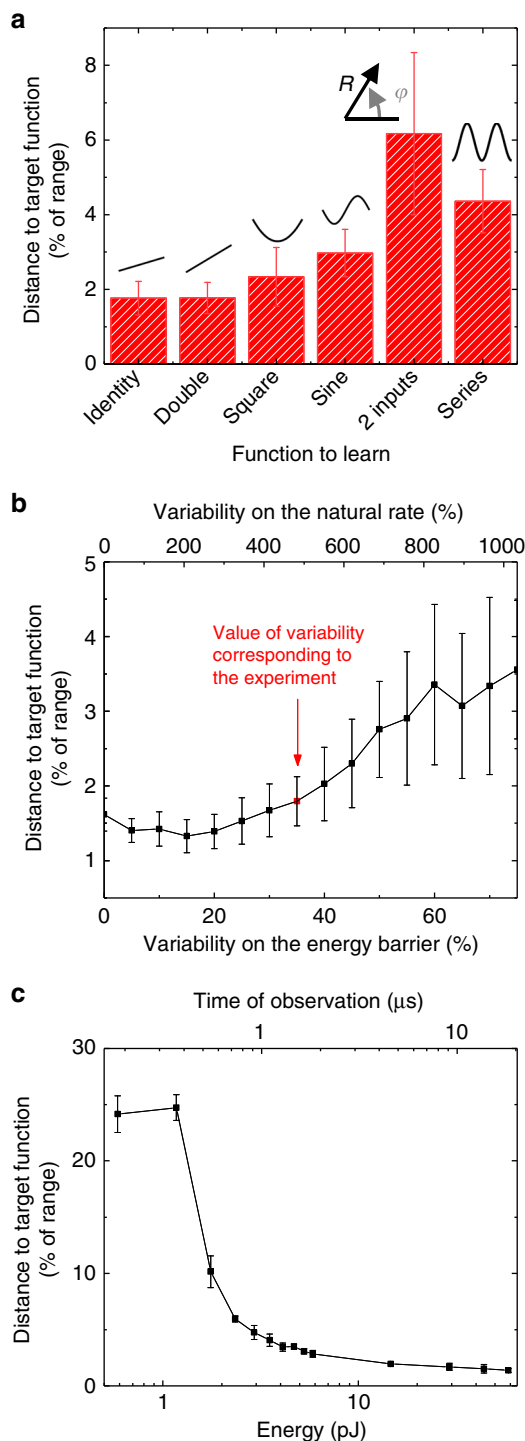 a
Distance to target function
(% of range)
8
6
4
2
0
R
φ
Identity
Double
Square
Sine
2 inputs
Series
Function to learn
b
Variability on the natural rate (%)
0 200 400 600 800 1000
Distance to target function
(% of range)
5
4
3
2
1
Value of variability
corresponding to
the experiment
0 20 40 60
Variability on the energy barrier (%)
c
Time of observation (μs)
1 10
Distance to target function
(% of range)
30
20
10
5
0
1 10
Energy (pJ)